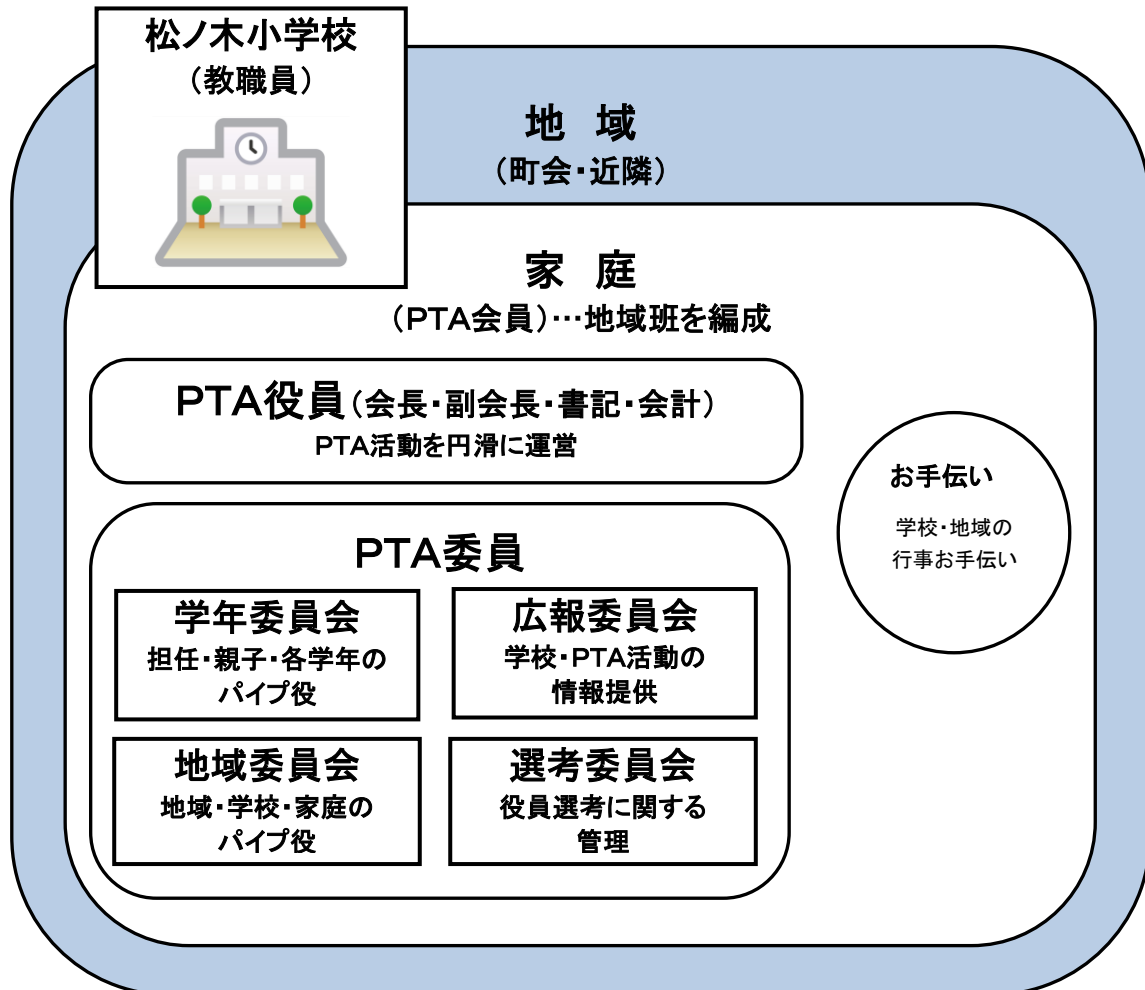 松ノ木小学校
（教職員）
地 域
（町会・近隣）
家 庭
（PTA会員）…地域班を編成
PTA役員（会長・副会長・書記・会計）
PTA活動を円滑に運営
お手伝い
学校・地域の
行事お手伝い
PTA委員
学年委員会
担任・親子・各学年の
パイプ役
広報委員会
学校・PTA活動の
情報提供
地域委員会
地域・学校・家庭の
パイプ役
選考委員会
役員選考に関する
管理